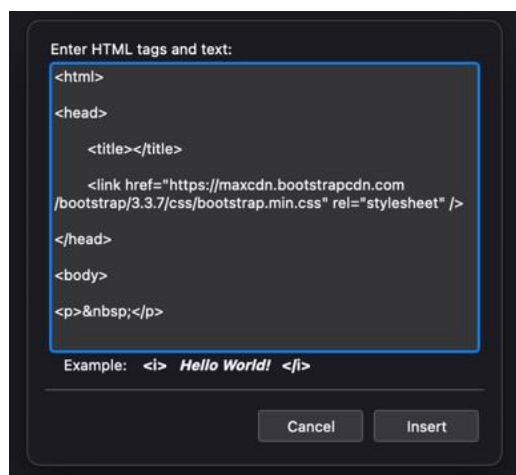 Enter HTML tags and text:
<html>
<head>
<title></title>
<link href="https://maxcdn.bootstrapcdn.com
/bootstrap/3.3.7/css/bootstrap.min.css" rel="stylesheet" />
</head>
<body>
<p>&nbsp;</p>
Example: <i> Hello World! </i>
Cancel Insert